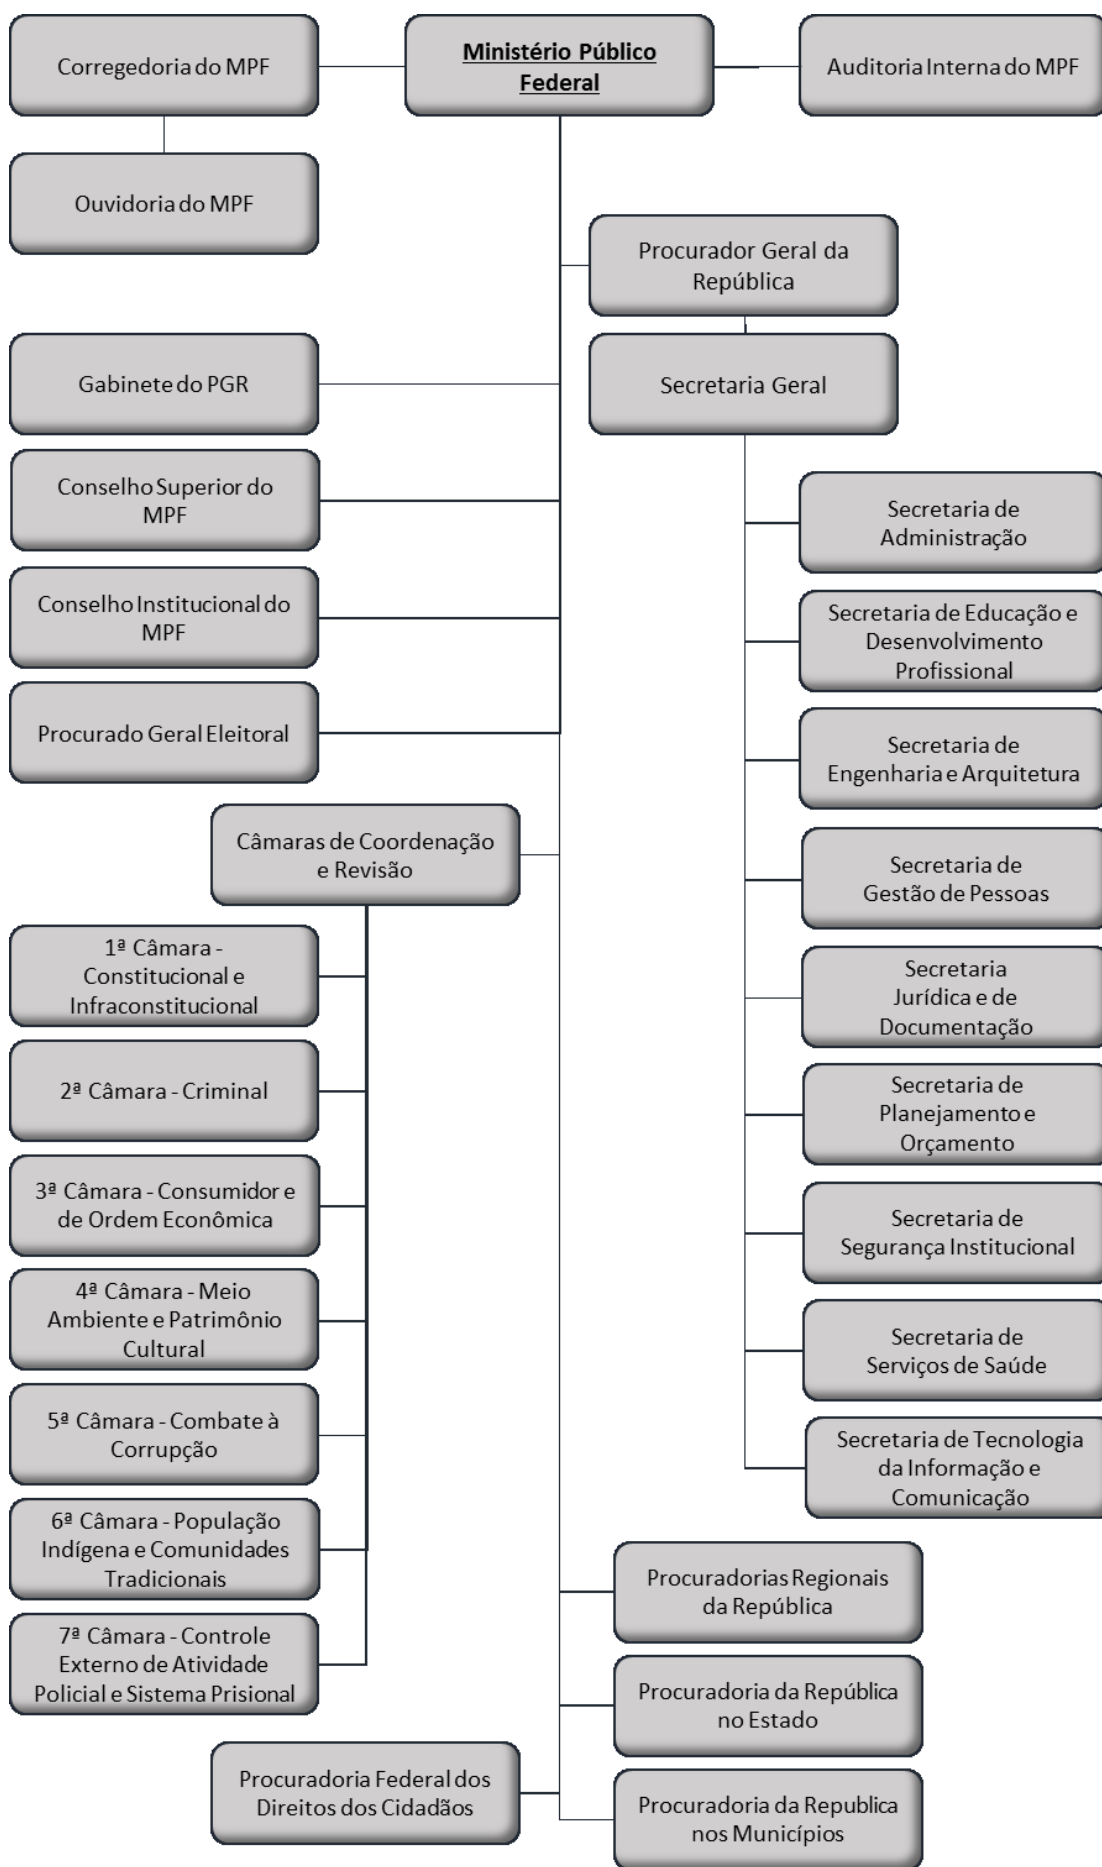 Corregedoria do MPF
Ministério Público
Federal
Auditoria Interna do MPF
Ouvidoria do MPF
Procurador Geral da
República
Gabinete do PGR
Secretaria Geral
Conselho Superior do
MPF
Secretaria de
Administração
Conselho Institucional do
MPF
Secretaria de Educação e
Desenvolvimento
Profissional
Procurado Geral Eleitoral
Secretaria de
Engenharia e Arquitetura
Câmaras de Coordenação
e Revisão
Secretaria de
Gestão de Pessoas
1ª Câmara -
Constitucional e
Infraconstitucional
Secretaria
Jurídica e de
Documentação
2ª Câmara - Criminal
Secretaria de
Planejamento e
Orçamento
3ª Câmara - Consumidor e
de Ordem Econômica
Secretaria de
Segurança Institucional
4ª Câmara - Meio
Ambiente e Patrimônio
Cultural
Secretaria de
Serviços de Saúde
5ª Câmara - Combate à
Corrupção
Secretaria de Tecnologia
da Informação e
Comunicação
6ª Câmara - População
Indígena e Comunidades
Tradicionais
Procuradorias Regionais
da República
7ª Câmara - Controle
Externo de Atividade
Policial e Sistema Prisional
Procuradoria da República
no Estado
Procuradoria Federal dos
Direitos dos Cidadãos
Procuradoria da Republica
nos Municípios